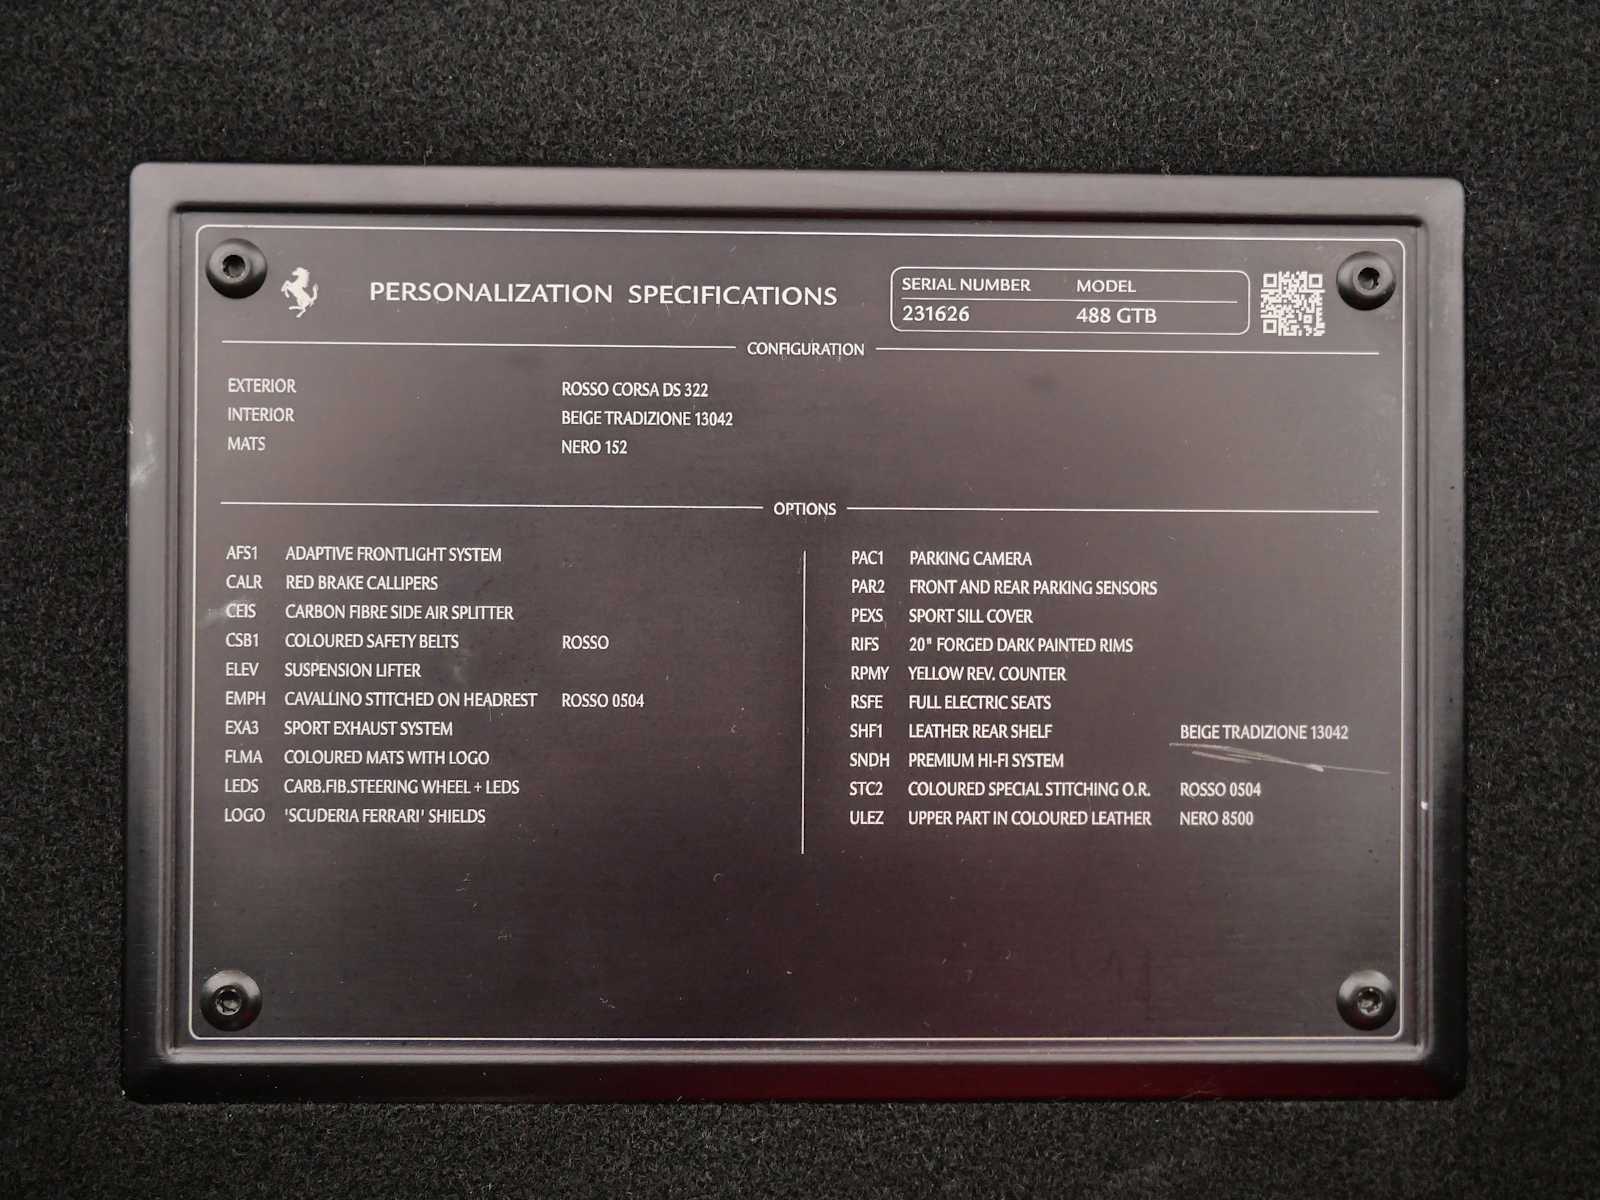 PERSONALIZATION SPECIFICATIONS
SERIAL NUMBER MODEL
231626 488 GTB
CONFIGURATION
EXTERIOR ROSSO CORSA DS 322
INTERIOR BEIGE TRADIZIONE 13042
MATS NERO 152
OPTIONS
AFS1 ADAPTIVE FRONTLIGHT SYSTEM
CALR RED BRAKE CALLIPERS
CEIS CARBON FIBRE SIDE AIR SPLITTER
CSB1 COLOURED SAFETY BELTS ROSSO
ELEV SUSPENSION LIFTER
EMPH CAVALLINO STITCHED ON HEADREST ROSSO 0504
EXA3 SPORT EXHAUST SYSTEM
FLMA COLOURED MATS WITH LOGO
LEDS CARB.FIB.STEERING WHEEL + LEDS
LOGO 'SCUDERIA FERRARI' SHIELDS
PAC1 PARKING CAMERA
PAR2 FRONT AND REAR PARKING SENSORS
PEXS SPORT SILL COVER
RIFS 20" FORGED DARK PAINTED RIMS
RPMY YELLOW REV. COUNTER
RSFE FULL ELECTRIC SEATS
SHF1 LEATHER REAR SHELF BEIGE TRADIZIONE 13042
SNDH PREMIUM HI-FI SYSTEM
STC2 COLOURED SPECIAL STITCHING O.R. ROSSO 0504
ULEZ UPPER PART IN COLOURED LEATHER NERO 8500